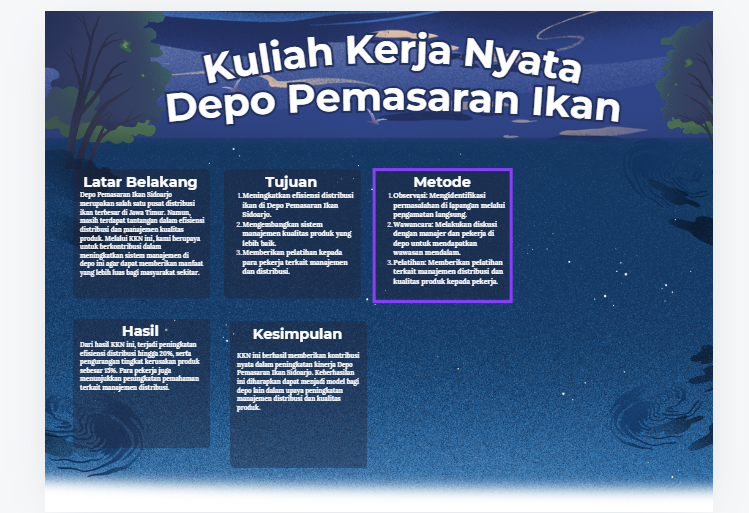 Kuliah Kerja Nyata
Depo Pemasaran Ikan
Latar Belakang
Depo Pemasaran Ikan Sidoarjo
merupakan salah satu pusat distribusi
ikan terbesar di Jawa Timur. Namun,
masih terdapat tantangan dalam efisiensi
distribusi dan manajemen kualitas
produk. Melalui KKN ini, kami berupaya
untuk berkontribusi dalam
meningkatkan sistem manajemen di
depo ini agar dapat memberikan manfaat
yang lebih luas bagi masyarakat sekitar.
Tujuan
1. Meningkatkan efisiensi distribusi
ikan di Depo Pemasaran Ikan
Sidoarjo.
2. Mengembangkan sistem
manajemen kualitas produk yang
lebih baik.
3. Memberikan pelatihan kepada
para pekerja terkait manajemen
dan distribusi.
Metode
1. Observasi: Mengidentifikasi
permasalahan di lapangan melalui
pengamatan langsung.
2. Wawancara: Melakukan diskusi
dengan manajer dan pekerja di
depo untuk mendapatkan
wawasan mendalam.
3. Pelatihan: Memberikan pelatihan
terkait manajemen distribusi dan
kualitas produk kepada pekerja.
Hasil
Dari hasil KKN ini, terjadi peningkatan
efisiensi distribusi hingga 20%, serta
pengurangan tingkat kerusakan produk
sebesar 15%. Para pekerja juga
menunjukkan peningkatan pemahaman
terkait manajemen distribusi.
Kesimpulan
KKN ini berhasil memberikan kontribusi
nyata dalam peningkatan kinerja Depo
Pemasaran Ikan Sidoarjo. Keberhasilan
ini diharapkan dapat menjadi model bagi
depo lain dalam upaya peningkatan
manajemen distribusi dan kualitas
produk.